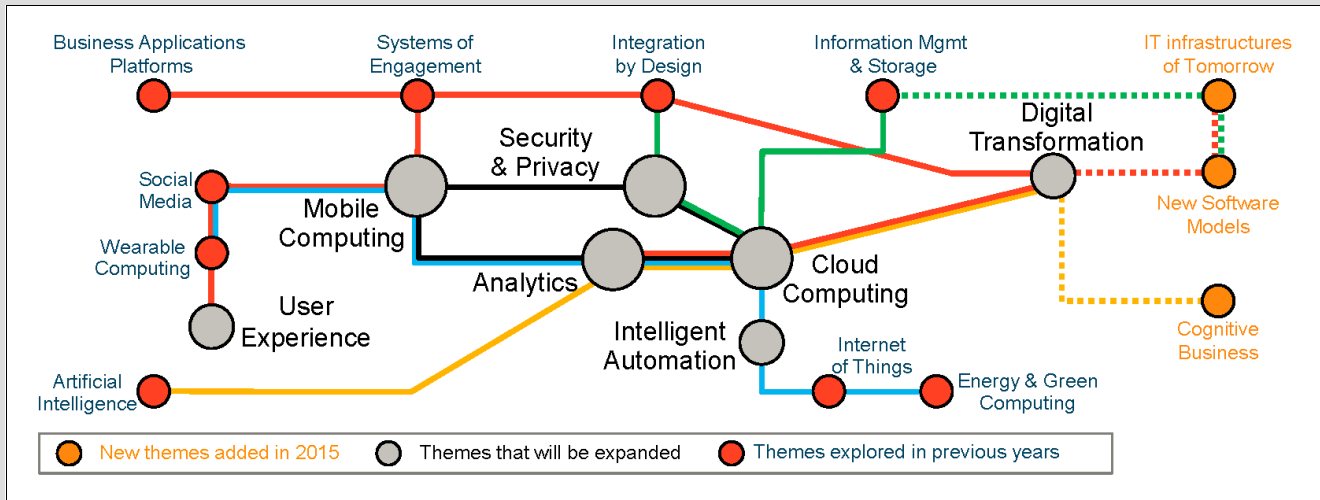 Business Applications
Platforms
Systems of
Engagement
Integration
by Design
Information Mgmt
& Storage
IT infrastructures
of Tomorrow
Digital
Transformation
Security
& Privacy
Social
Media
Mobile
Computing
New Software
Models
Wearable
Computing
Analytics
Cloud
Computing
User
Experience
Intelligent
Automation
Internet
of Things
Cognitive
Business
Artificial
Intelligence
Energy & Green
Computing
New themes added in 2015
Themes that will be expanded
Themes explored in previous years